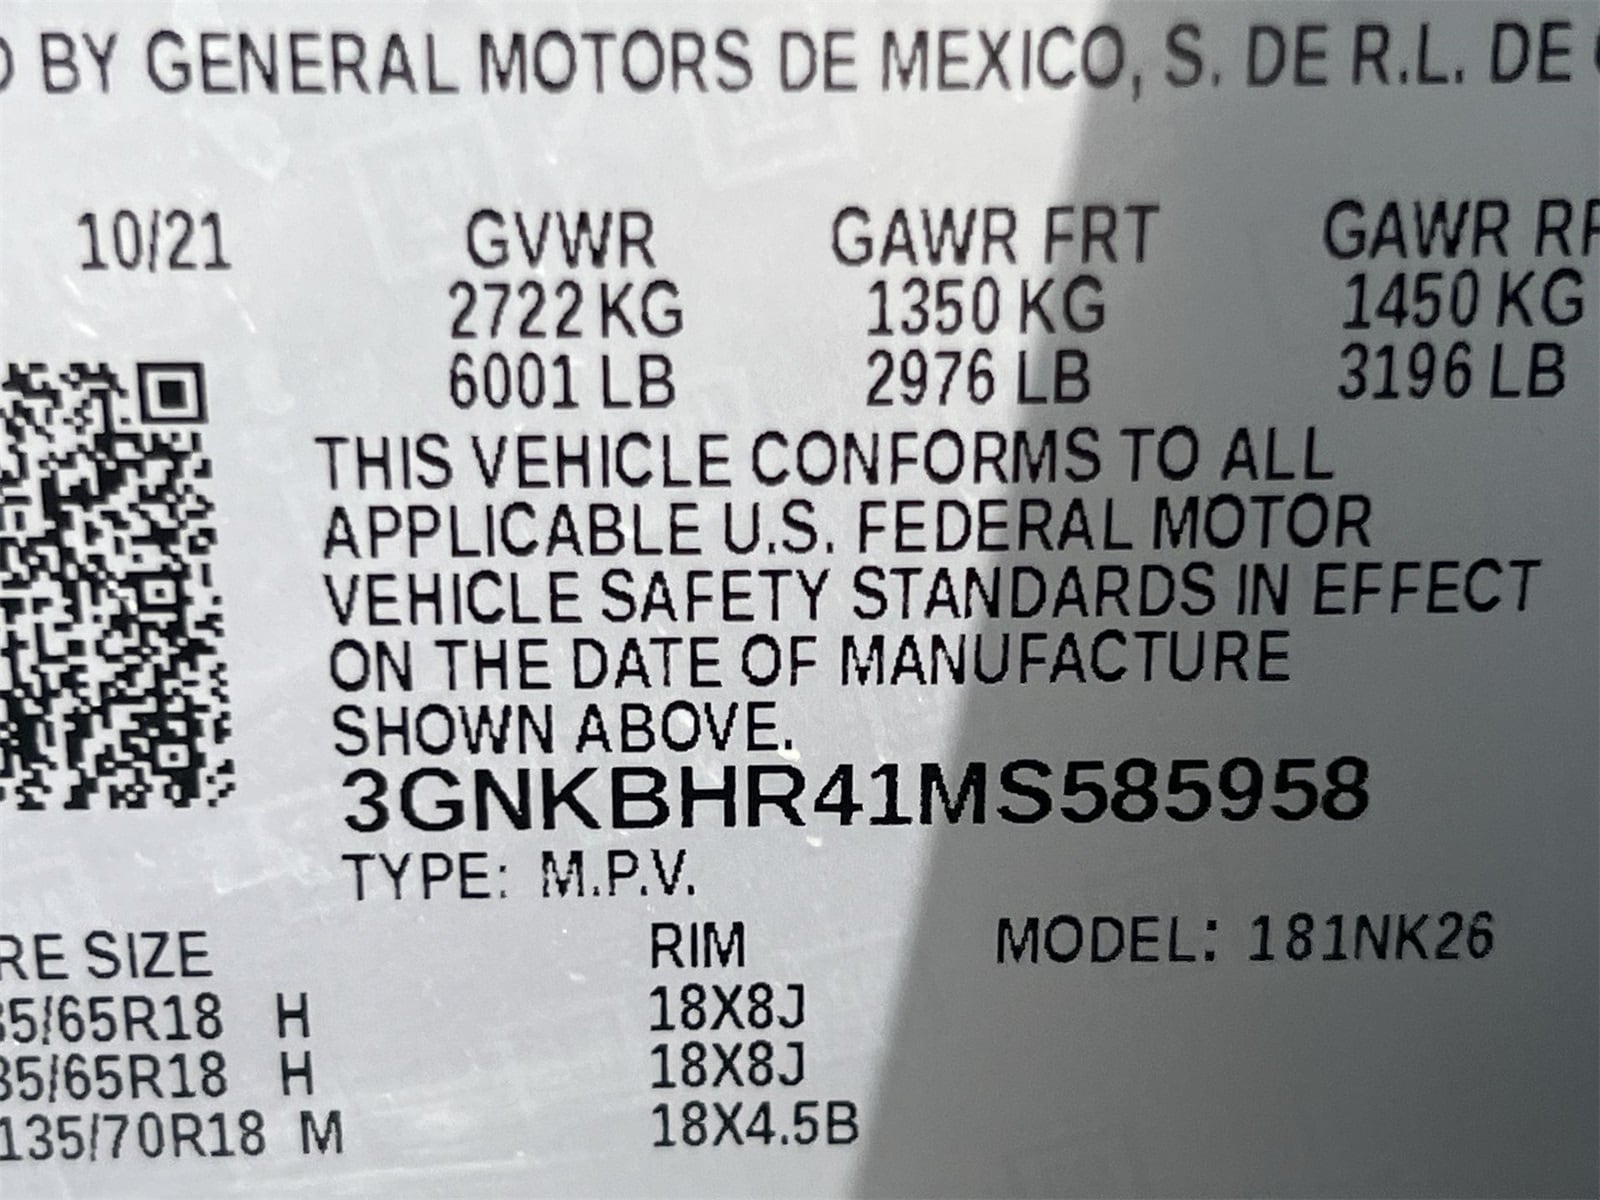 BY GENERAL MOTORS DE MEXICO, S. DE R.L. DE
10/21 GVWR GAWR FRT GAWR RR
2722 KG 1350 KG 1450 KG
6001 LB 2976 LB 3196 LB
THIS VEHICLE CONFORMS TO ALL
APPLICABLE U.S. FEDERAL MOTOR
VEHICLE SAFETY STANDARDS IN EFFECT
ON THE DATE OF MANUFACTURE
SHOWN ABOVE.
3GNKBHR41MS585958
TYPE: M.P.V.
RE SIZE RIM MODEL: 181NK26
35/65R18 H 18X8J
35/65R18 H 18X8J
135/70R18 M 18X4.5B